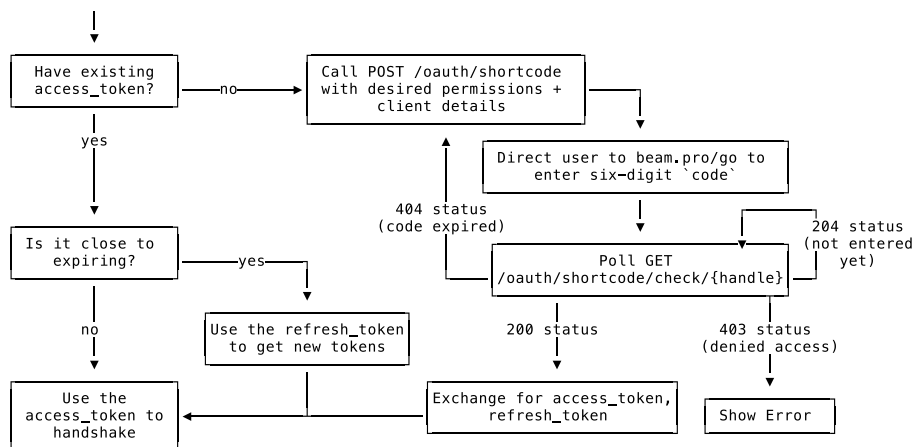 Have existing
access_token?
no
Call POST /oauth/shortcode
with desired permissions +
client details
yes
Direct user to beam.pro/go to
enter six-digit `code`
404 status
(code expired)
204 status
(not entered
yet)
Is it close to
expiring?
yes
Poll GET
/oauth/shortcode/check/{handle}
no
Use the refresh_token
to get new tokens
200 status
403 status
(denied access)
Use the
access_token to
handshake
Exchange for access_token,
refresh_token
Show Error